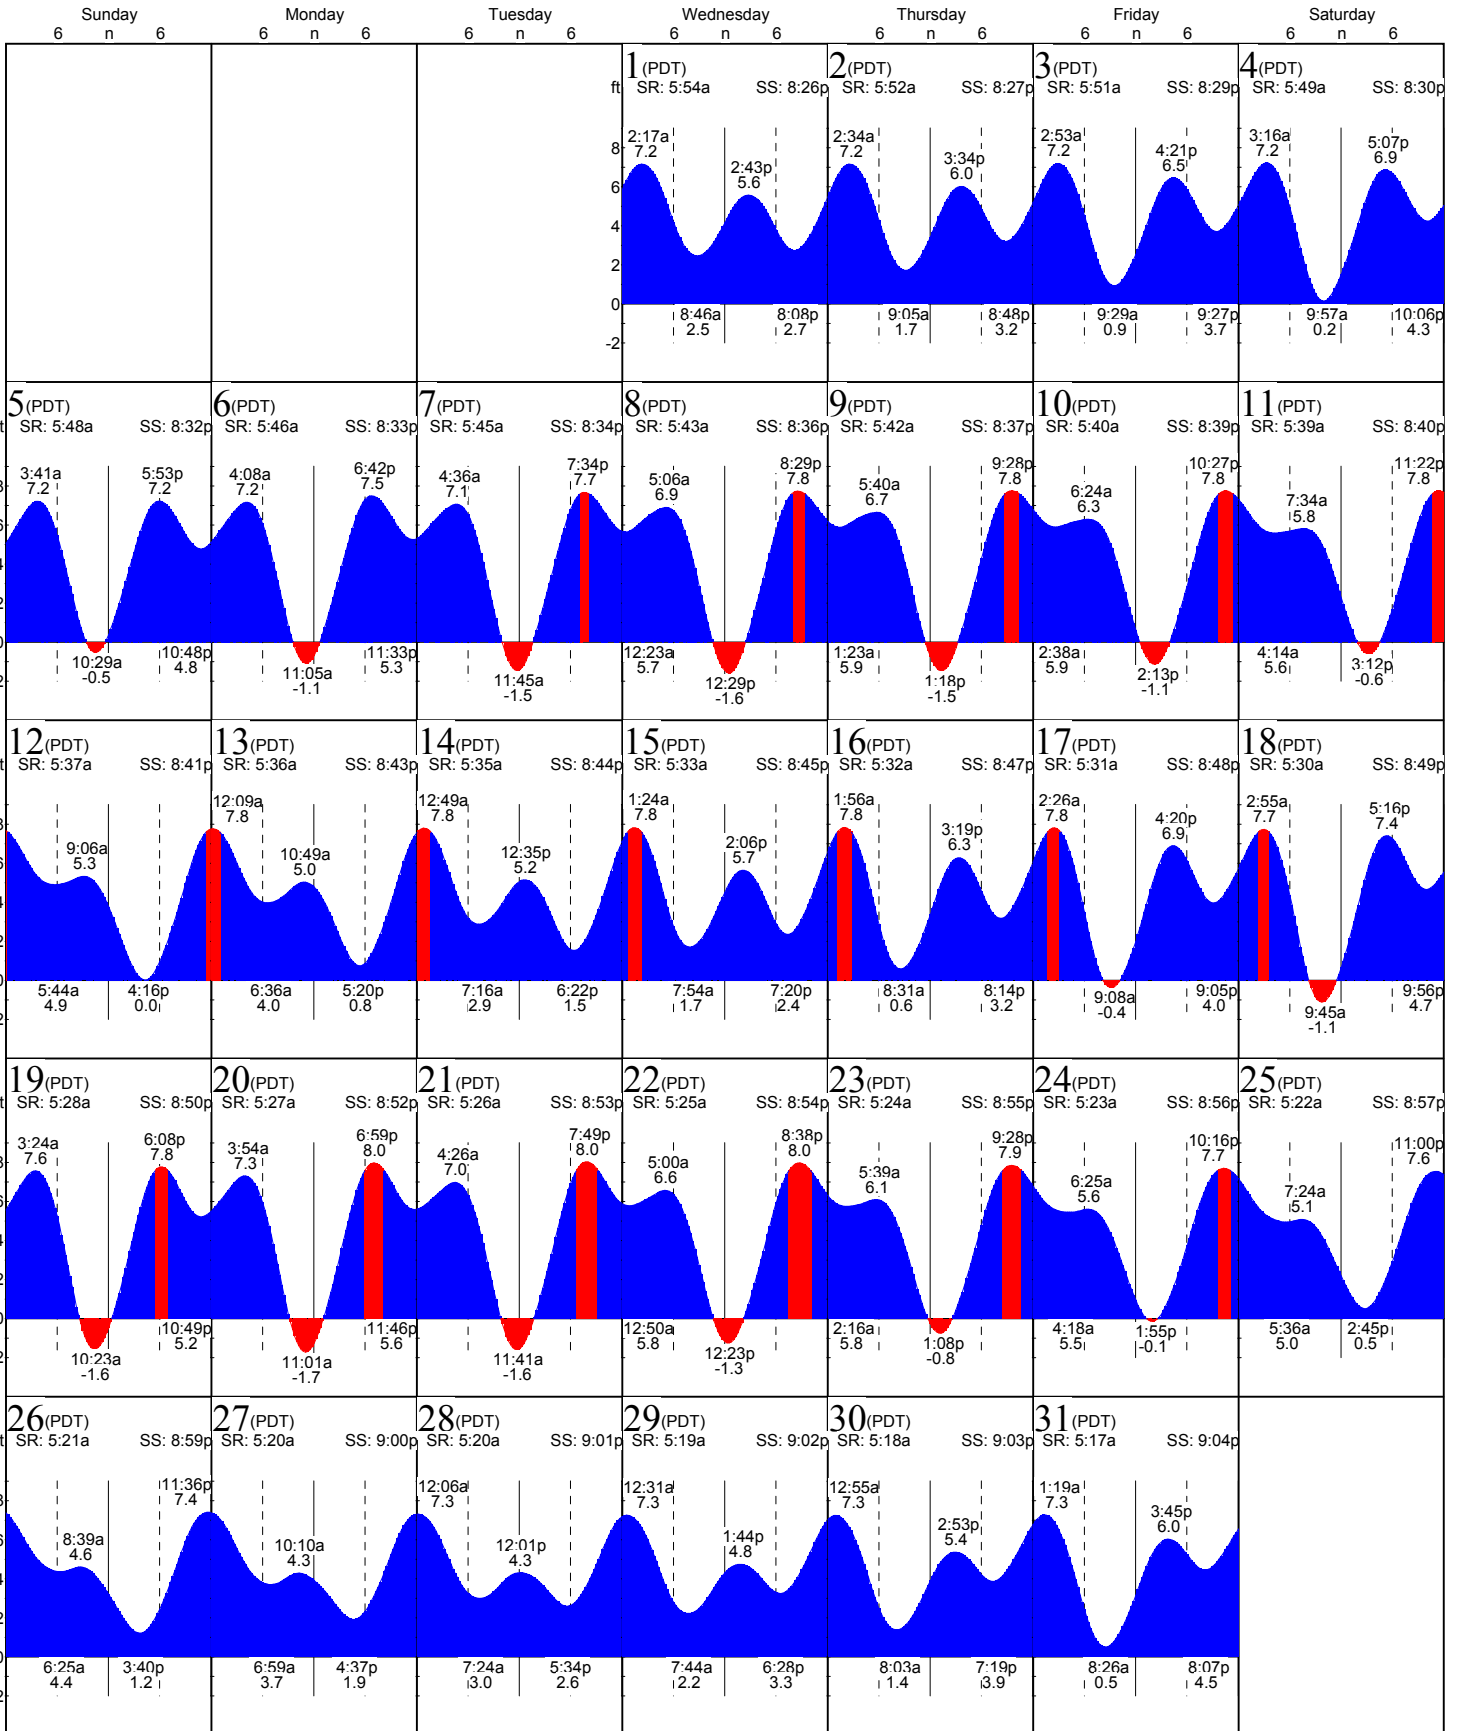 Sunday Monday Tuesday Wednesday Thursday Friday Saturday
6 n 6 6 n 6 6 n 6 6 n 6 6 n 6 6 n 6 6 n 6
1(PDT) 2(PDT) 3(PDT) 4(PDT)
ft SR: 5:54a SS: 8:26p SR: 5:52a SS: 8:27p SR: 5:51a SS: 8:29p SR: 5:49a SS: 8:30p
2:17a 2:43p 2:34a 3:34p 2:53a 4:21p 3:16a 5:07p
7.2 5.6 7.2 6.0 7.2 6.5 7.2 6.9
8
6
4
2
0
-2
8:46a 8:08p 9:05a 8:48p 9:29a 9:27p 9:57a 10:06p
2.5 2.7 1.7 3.2 0.9 3.7 0.2 4.3
5(PDT) 6(PDT) 7(PDT) 8(PDT) 9(PDT) 10(PDT) 11(PDT)
SR: 5:48a SS: 8:32p SR: 5:46a SS: 8:33p SR: 5:45a SS: 8:34p SR: 5:43a SS: 8:36p SR: 5:42a SS: 8:37p SR: 5:40a SS: 8:39p SR: 5:39a SS: 8:40p
3:41a 5:53p 4:08a 6:42p 4:36a 7:34p 5:06a 8:29p 5:40a 9:28p 6:24a 10:27p 7:34a 11:22p
7.2 7.2 7.2 7.5 7.1 7.7 6.9 7.8 6.7 7.8 6.3 7.8 5.8 7.8
10:29a 10:48p 11:05a 11:33p 11:45a 12:23a 12:29p 1:23a 1:18p 2:38a 2:13p 4:14a 3:12p
-0.5 4.8 -1.1 5.3 -1.5 5.7 -1.6 5.9 -1.5 5.9 -1.1 5.6 -0.6
12(PDT) 13(PDT) 14(PDT) 15(PDT) 16(PDT) 17(PDT) 18(PDT)
SR: 5:37a SS: 8:41p SR: 5:36a SS: 8:43p SR: 5:35a SS: 8:44p SR: 5:33a SS: 8:45p SR: 5:32a SS: 8:47p SR: 5:31a SS: 8:48p SR: 5:30a SS: 8:49p
9:06a 12:09a 10:49a 12:49a 12:35p 1:24a 2:06p 1:56a 3:19p 2:26a 4:20p 2:55a 5:16p
5.3 7.8 5.0 7.8 5.2 7.8 5.7 7.8 6.3 7.8 6.9 7.7 7.4
5:44a 4:16p 6:36a 5:20p 7:16a 6:22p 7:54a 7:20p 8:31a 8:14p 9:08a 9:05p 9:45a 9:56p
4.9 0.0 4.0 0.8 2.9 1.5 1.7 2.4 0.6 3.2 -0.4 4.0 -1.1 4.7
19(PDT) 20(PDT) 21(PDT) 22(PDT) 23(PDT) 24(PDT) 25(PDT)
SR: 5:28a SS: 8:50p SR: 5:27a SS: 8:52p SR: 5:26a SS: 8:53p SR: 5:25a SS: 8:54p SR: 5:24a SS: 8:55p SR: 5:23a SS: 8:56p SR: 5:22a SS: 8:57p
3:24a 6:08p 3:54a 6:59p 4:26a 7:49p 5:00a 8:38p 5:39a 9:28p 6:25a 10:16p 7:24a 11:00p
7.6 7.8 7.3 8.0 7.0 8.0 6.6 8.0 6.1 7.9 5.6 7.7 5.1 7.6
10:23a 10:49p 11:01a 11:46p 11:41a 12:50a 12:23p 2:16a 1:08p 4:18a 1:55p 5:36a 2:45p
-1.6 5.2 -1.7 5.6 -1.6 5.8 -1.3 5.8 -0.8 5.5 -0.1 5.0 0.5
26(PDT) 27(PDT) 28(PDT) 29(PDT) 30(PDT) 31(PDT)
SR: 5:21a SS: 8:59p SR: 5:20a SS: 9:00p SR: 5:20a SS: 9:01p SR: 5:19a SS: 9:02p SR: 5:18a SS: 9:03p SR: 5:17a SS: 9:04p
8:39a 11:36p 10:10a 12:06a 12:01p 12:31a 1:44p 12:55a 2:53p 1:19a 3:45p
4.6 7.4 4.3 7.3 4.3 7.3 4.8 7.3 5.4 7.3 6.0
6:25a 3:40p 6:59a 4:37p 7:24a 5:34p 7:44a 6:28p 8:03a 7:19p 8:26a 8:07p
4.4 1.2 3.7 1.9 3.0 2.6 2.2 3.3 1.4 3.9 0.5 4.5